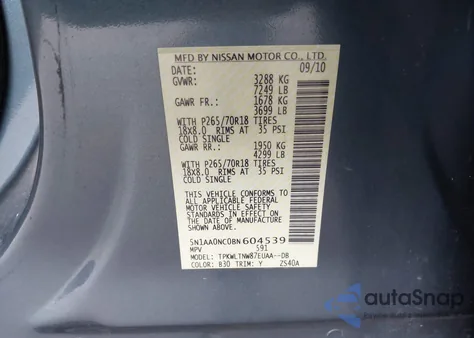 MFD BY NISSAN MOTOR CO., LTD.
DATE: 09/10
GVWR: 3288 KG
7249 LB
GAWR FR.: 1678 KG
3699 LB
WITH P265/70R18 TIRES
18X8.0 RIMS AT 35 PSI
COLD SINGLE
GAWR RR.: 1950 KG
4299 LB
WITH P265/70R18 TIRES
18X8.0 RIMS AT 35 PSI
COLD SINGLE
THIS VEHICLE CONFORMS TO
ALL APPLICABLE FEDERAL
MOTOR VEHICLE SAFETY
STANDARDS IN EFFECT ON
THE DATE OF MANUFACTURE
SHOWN ABOVE.
5N1AA0NC0BN604539
MPV 591
MODEL: TPKWLTNW87EUAA--DB
COLOR: B30 TRIM: Y ZS40A
autoSnap